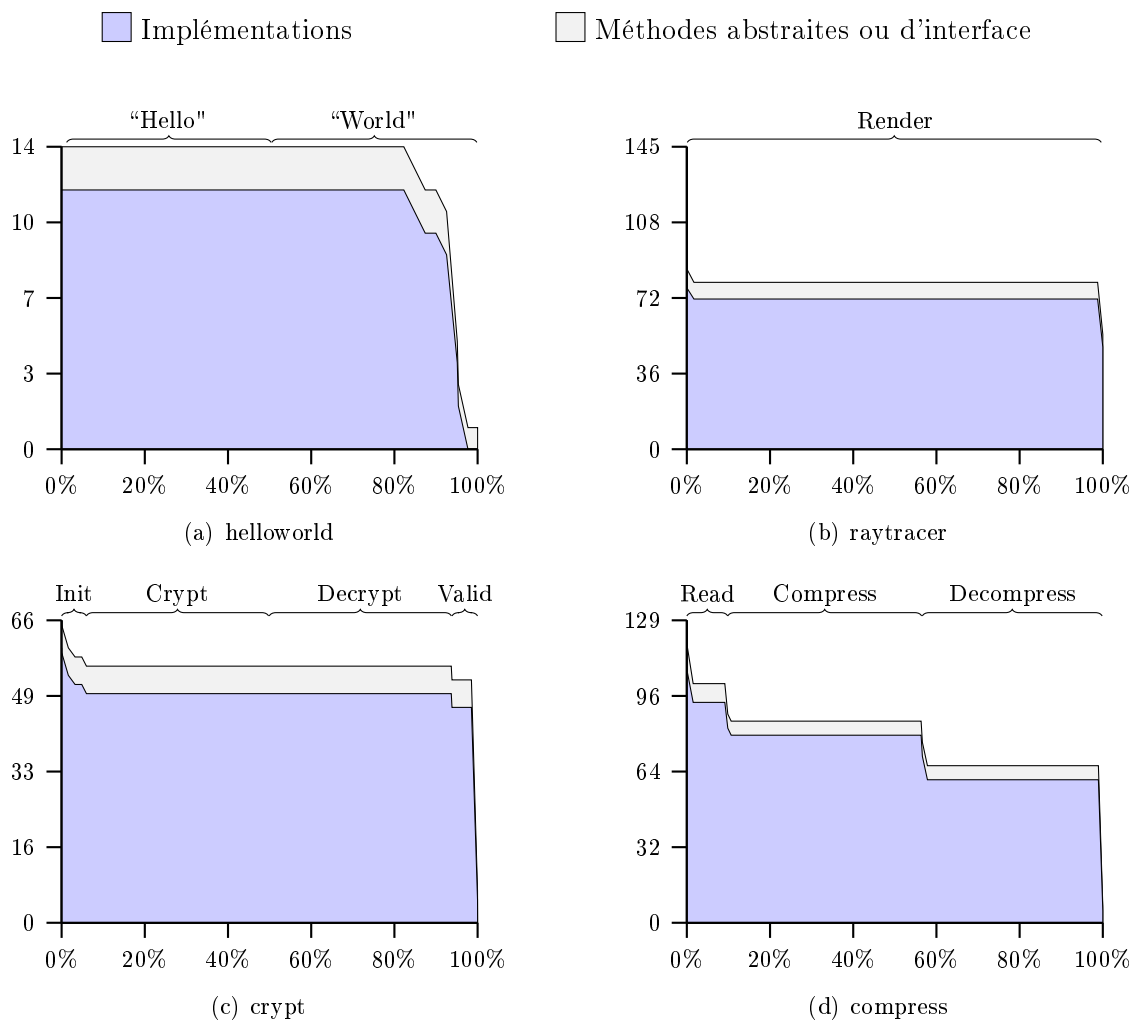 Implémentations
Méthodes abstraites ou d'interface
“Hello"
“World"
14
10
7
3
0
0% 20% 40% 60% 80% 100%
(a) helloworld
Render
145
108
72
36
0
0% 20% 40% 60% 80% 100%
(b) raytracer
Init Crypt Decrypt Valid
66
49
33
16
0
0% 20% 40% 60% 80% 100%
(c) crypt
Read Compress Decompress
129
96
64
32
0
0% 20% 40% 60% 80% 100%
(d) compress